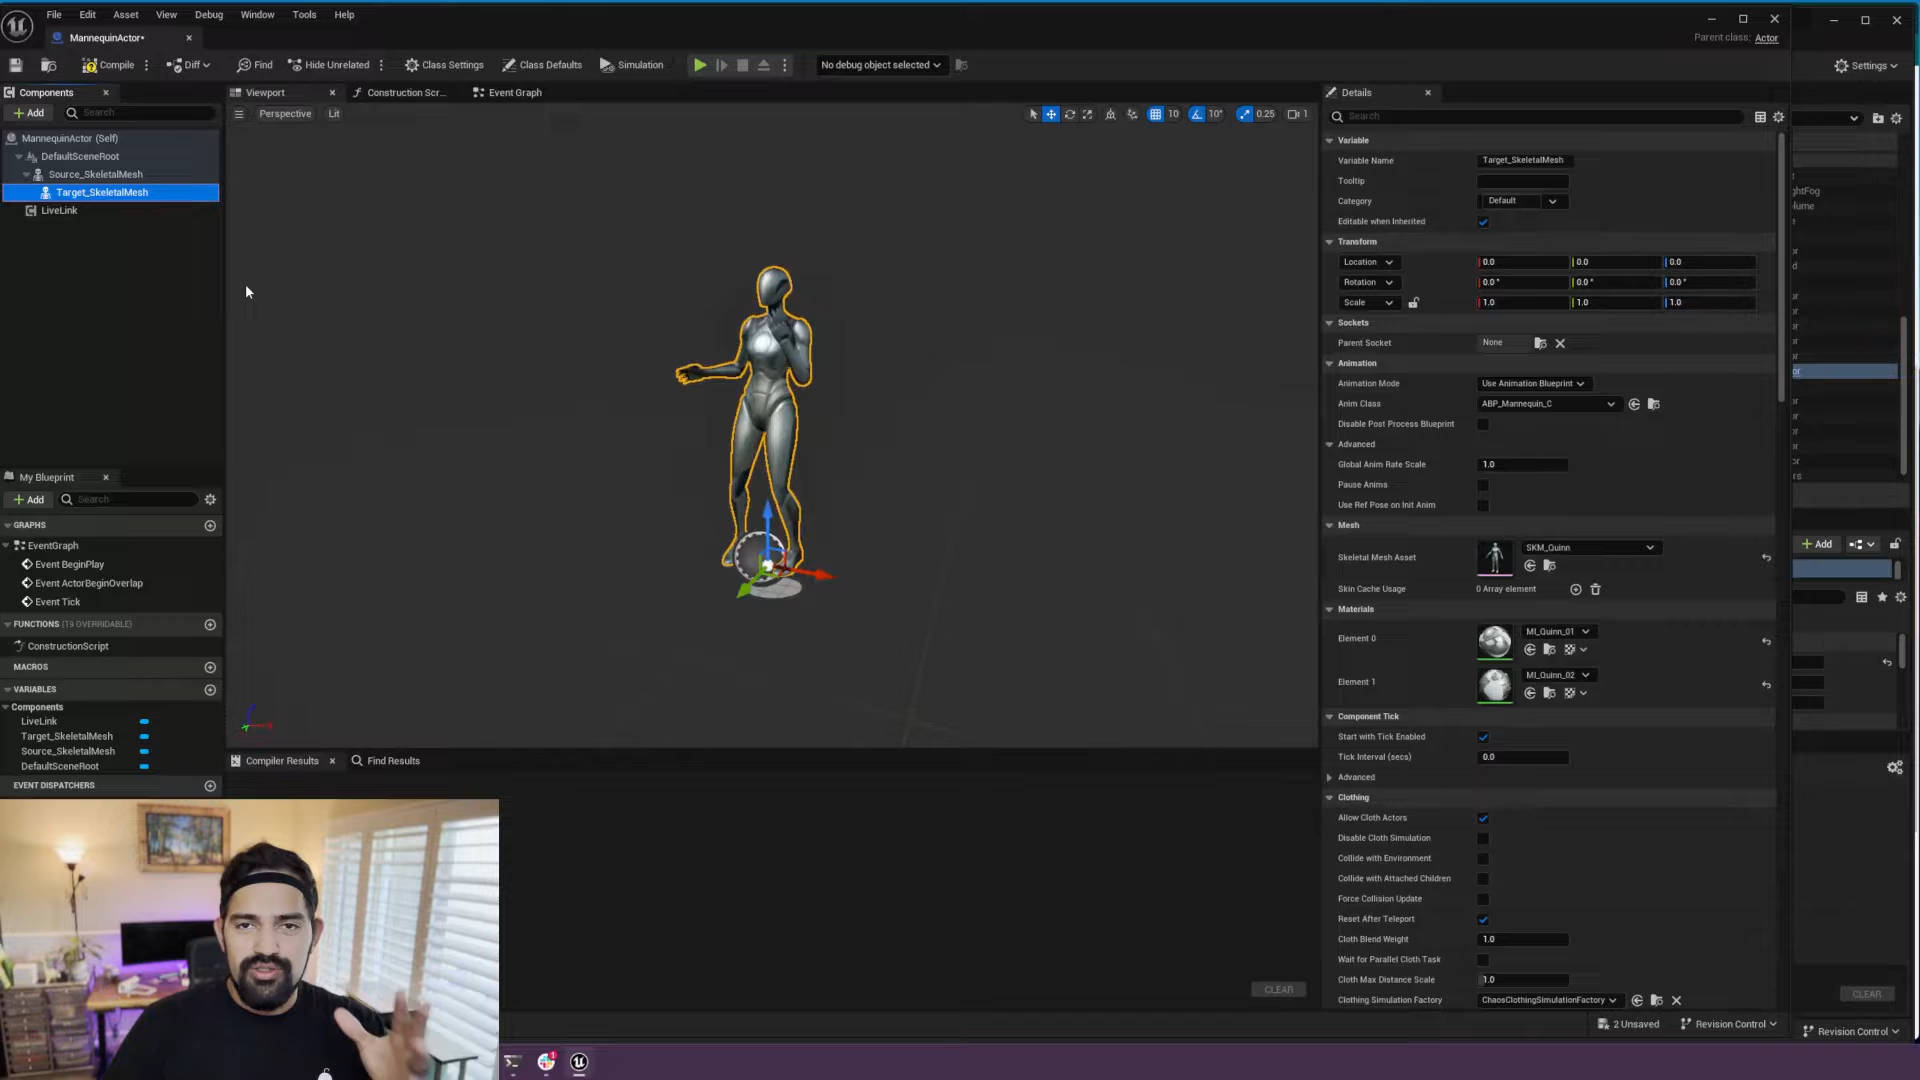 File Edit Asset View Debug Window Tools Help
MannequinActor*
Parent class: Actor
Compile Diff Find Hide Unrelated Class Settings Class Defaults Simulation No debug object selected Settings
Components
Add Search
MannequinActor (Self)
DefaultSceneRoot
Source_SkeletalMesh
Target_SkeletalMesh
LiveLink
My Blueprint
Add Search
GRAPHS
EventGraph
Event BeginPlay
Event ActorBeginOverlap
Event Tick
FUNCTIONS (19 OVERRIDABLE)
ConstructionScript
MACROS
VARIABLES
Components
LiveLink
Target_SkeletalMesh
Source_SkeletalMesh
DefaultSceneRoot
EVENT DISPATCHERS
Viewport Construction Scr... Event Graph
Perspective Lit 10 10° 0.25 1
Compiler Results Find Results
CLEAR
Details
Search
Variable
Variable Name Target_SkeletalMesh
Tooltip
Category Default
Editable when Inherited
Transform
Location 0.0 0.0 0.0
Rotation 0.0° 0.0° 0.0°
Scale 1.0 1.0 1.0
Sockets
Parent Socket None
Animation
Animation Mode Use Animation Blueprint
Anim Class ABP_Mannequin_C
Disable Post Process Blueprint
Advanced
Global Anim Rate Scale 1.0
Pause Anims
Use Ref Pose on Init Anim
Mesh
Skeletal Mesh Asset SKM_Quinn
Skin Cache Usage 0 Array element
Materials
Element 0 MI_Quinn_01
Element 1 MI_Quinn_02
Component Tick
Start with Tick Enabled
Tick Interval (secs) 0.0
Advanced
Clothing
Allow Cloth Actors
Disable Cloth Simulation
Collide with Environment
Collide with Attached Children
Force Collision Update
Reset After Teleport
Cloth Blend Weight 1.0
Wait for Parallel Cloth Task
Cloth Max Distance Scale 1.0
Clothing Simulation Factory ChaosClothingSimulationFactory
2 Unsaved Revision Control
ghtFog
lume
Add
CLEAR
Revision Control